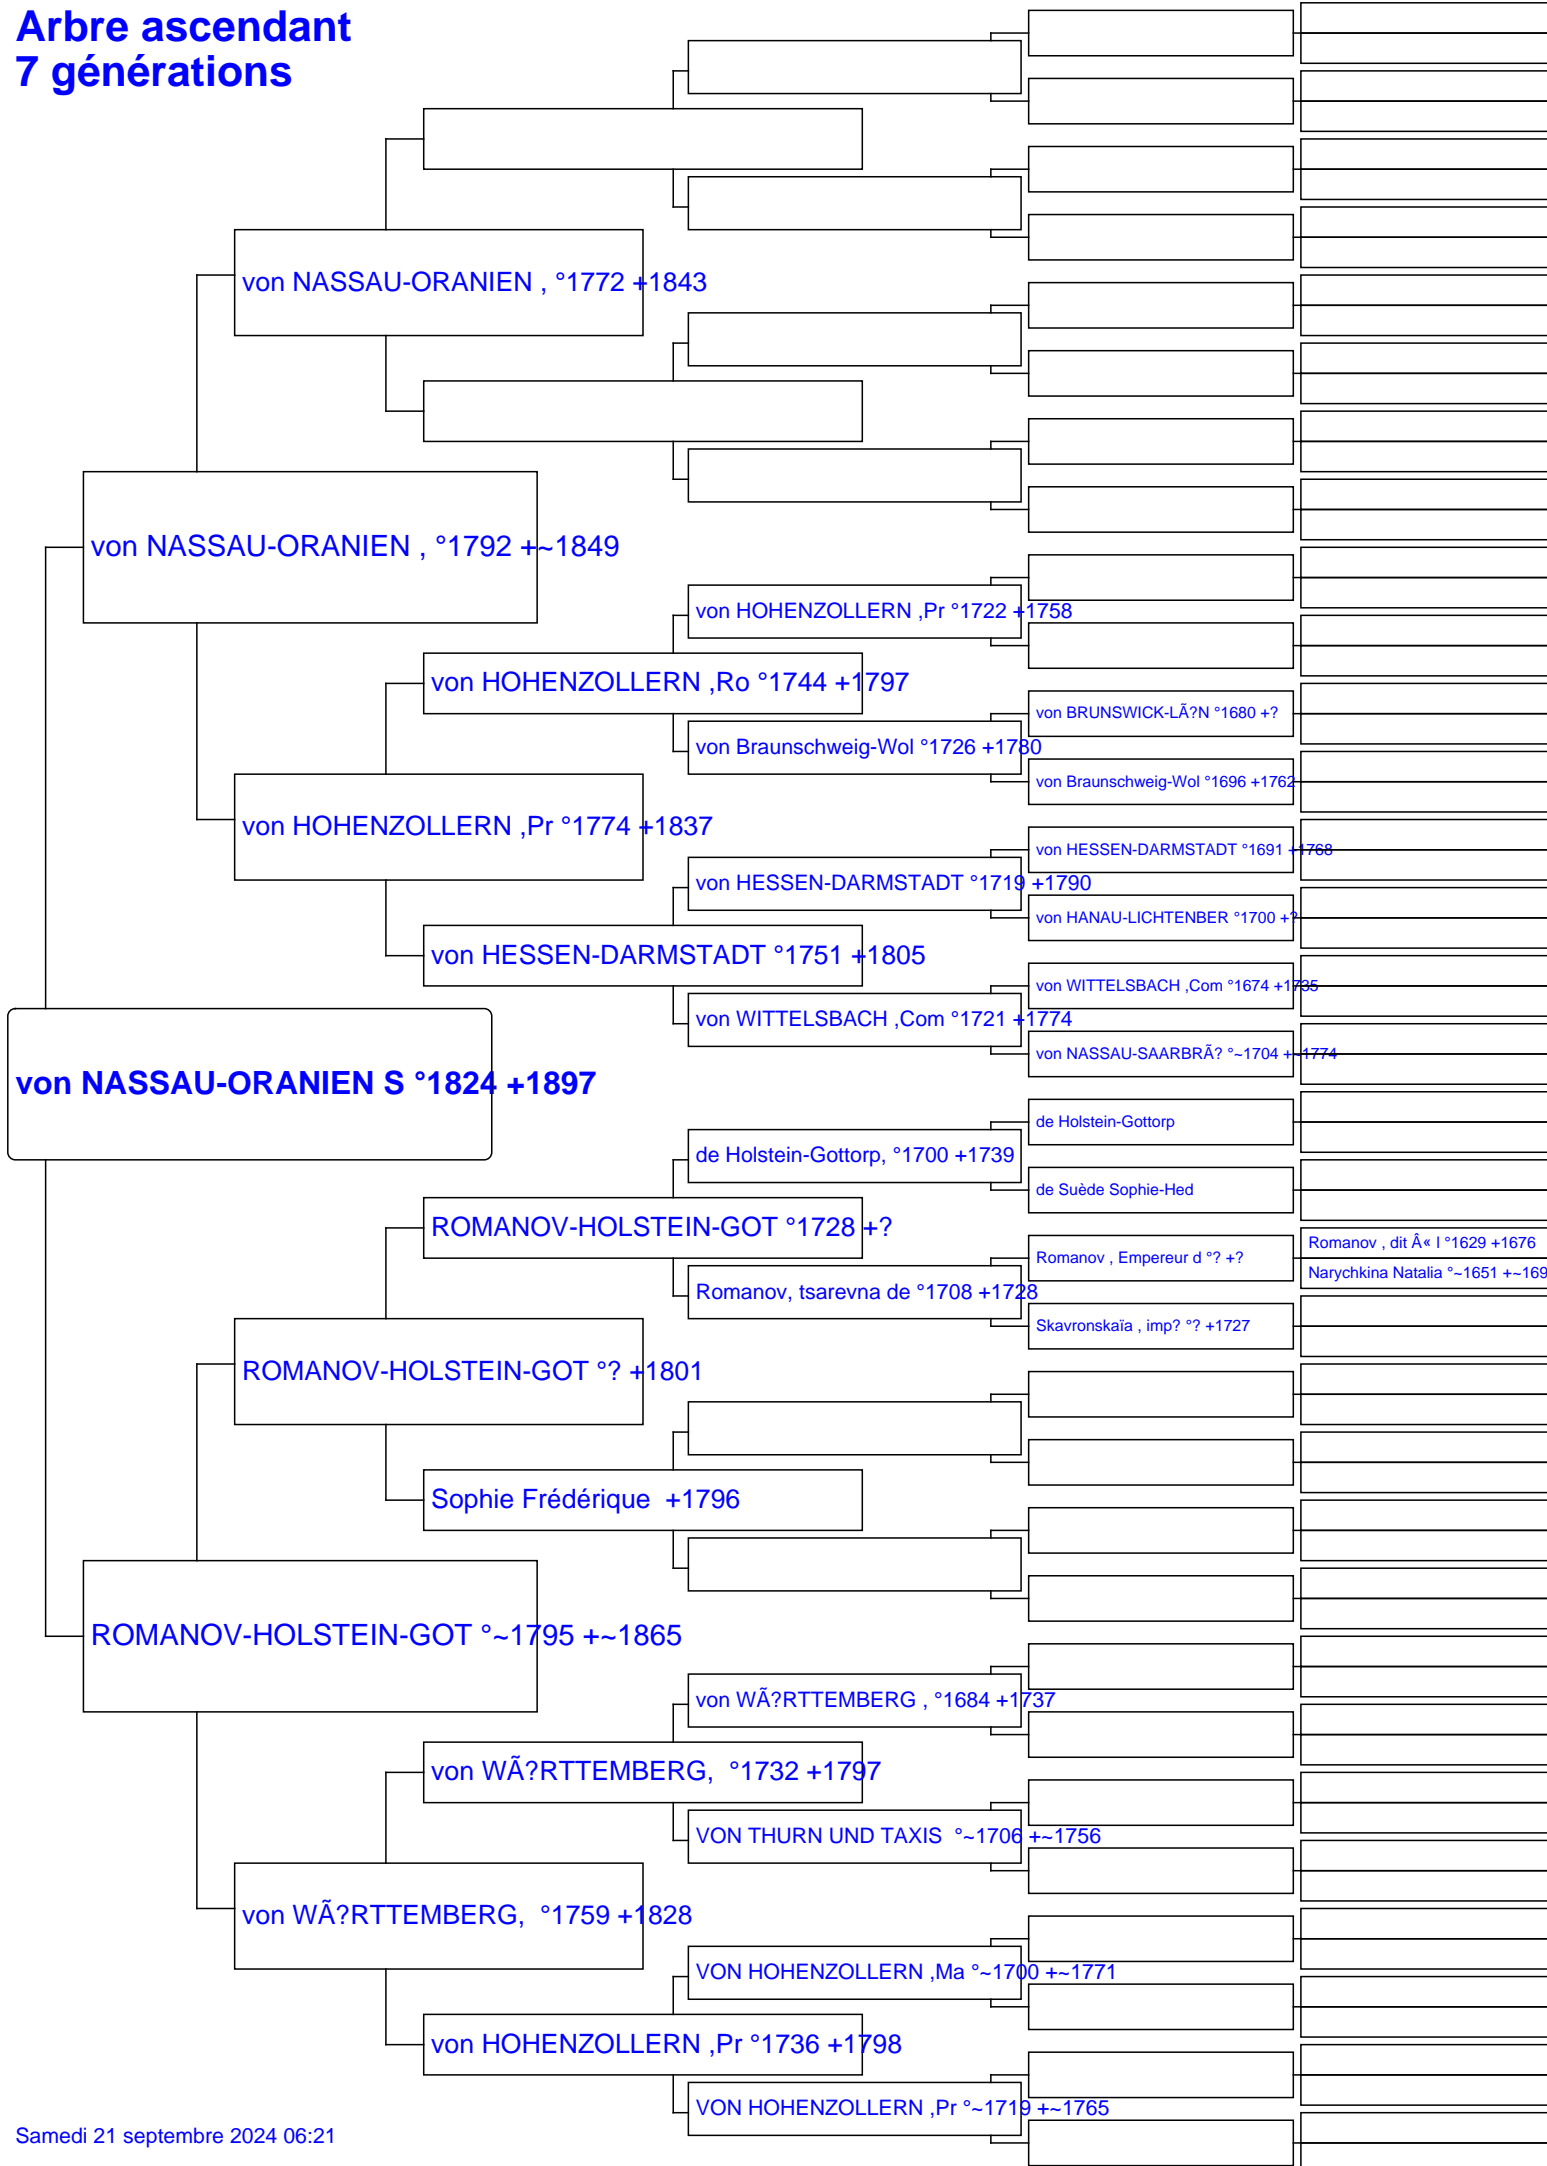 Arbre ascendant
7 générations
von NASSAU-ORANIEN , °1772 +1843
von NASSAU-ORANIEN , °1792 +~1849
von HOHENZOLLERN ,Pr °1722 +1758
von HOHENZOLLERN ,Ro °1744 +1797
von BRUNSWICK-LÃ?N °1680 +?
von Braunschweig-Wol °1726 +1780
von Braunschweig-Wol °1696 +1762
von HOHENZOLLERN ,Pr °1774 +1837
von HESSEN-DARMSTADT °1691 +1768
von HESSEN-DARMSTADT °1719 +1790
von HANAU-LICHTENBER °1700 +?
von HESSEN-DARMSTADT °1751 +1805
von WITTELSBACH ,Com °1674 +1735
von WITTELSBACH ,Com °1721 +1774
von NASSAU-SAARBRÃ? °~1704 +~1774
von NASSAU-ORANIEN S °1824 +1897
de Holstein-Gottorp
de Holstein-Gottorp, °1700 +1739
de Suède Sophie-Hed
ROMANOV-HOLSTEIN-GOT °1728 +?
Romanov , dit Â« l °1629 +1676
Romanov , Empereur d °? +?
Narychkina Natalia °~1651 +~169
Romanov, tsarevna de °1708 +1728
Skavronskaïa , imp? °? +1727
ROMANOV-HOLSTEIN-GOT °? +1801
Sophie Frédérique  +1796
ROMANOV-HOLSTEIN-GOT °~1795 +~1865
von WÃ?RTTEMBERG , °1684 +1737
von WÃ?RTTEMBERG,  °1732 +1797
VON THURN UND TAXIS  °~1706 +~1756
von WÃ?RTTEMBERG,  °1759 +1828
VON HOHENZOLLERN ,Ma °~1700 +~1771
von HOHENZOLLERN ,Pr °1736 +1798
VON HOHENZOLLERN ,Pr °~1719 +~1765
Samedi 21 septembre 2024 06:21